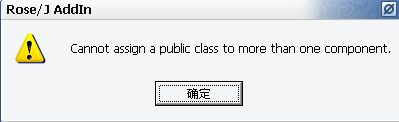 Rose/J AddIn
Cannot assign a public class to more than one component.
确定